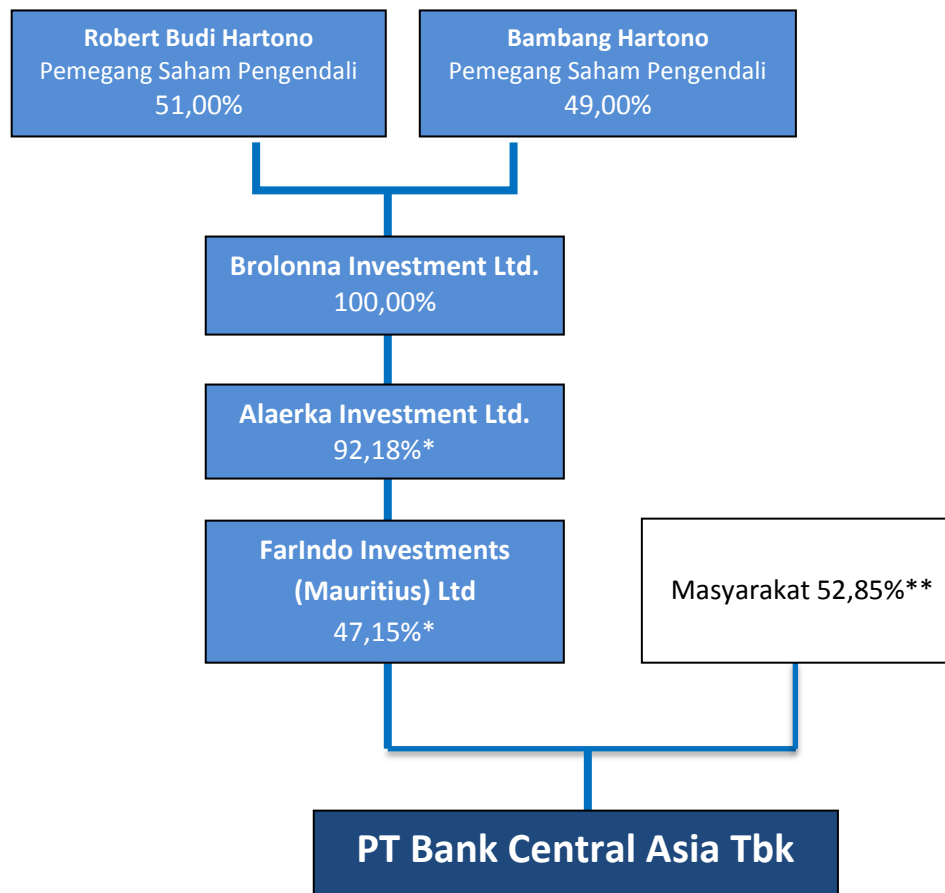 Robert Budi Hartono
Pemegang Saham Pengendali
51,00%
Bambang Hartono
Pemegang Saham Pengendali
49,00%
Brolonna Investment Ltd.
100,00%
Alaerka Investment Ltd.
92,18%*
FarIndo Investments
(Mauritius) Ltd
47,15%*
Masyarakat 52,85%**
PT Bank Central Asia Tbk